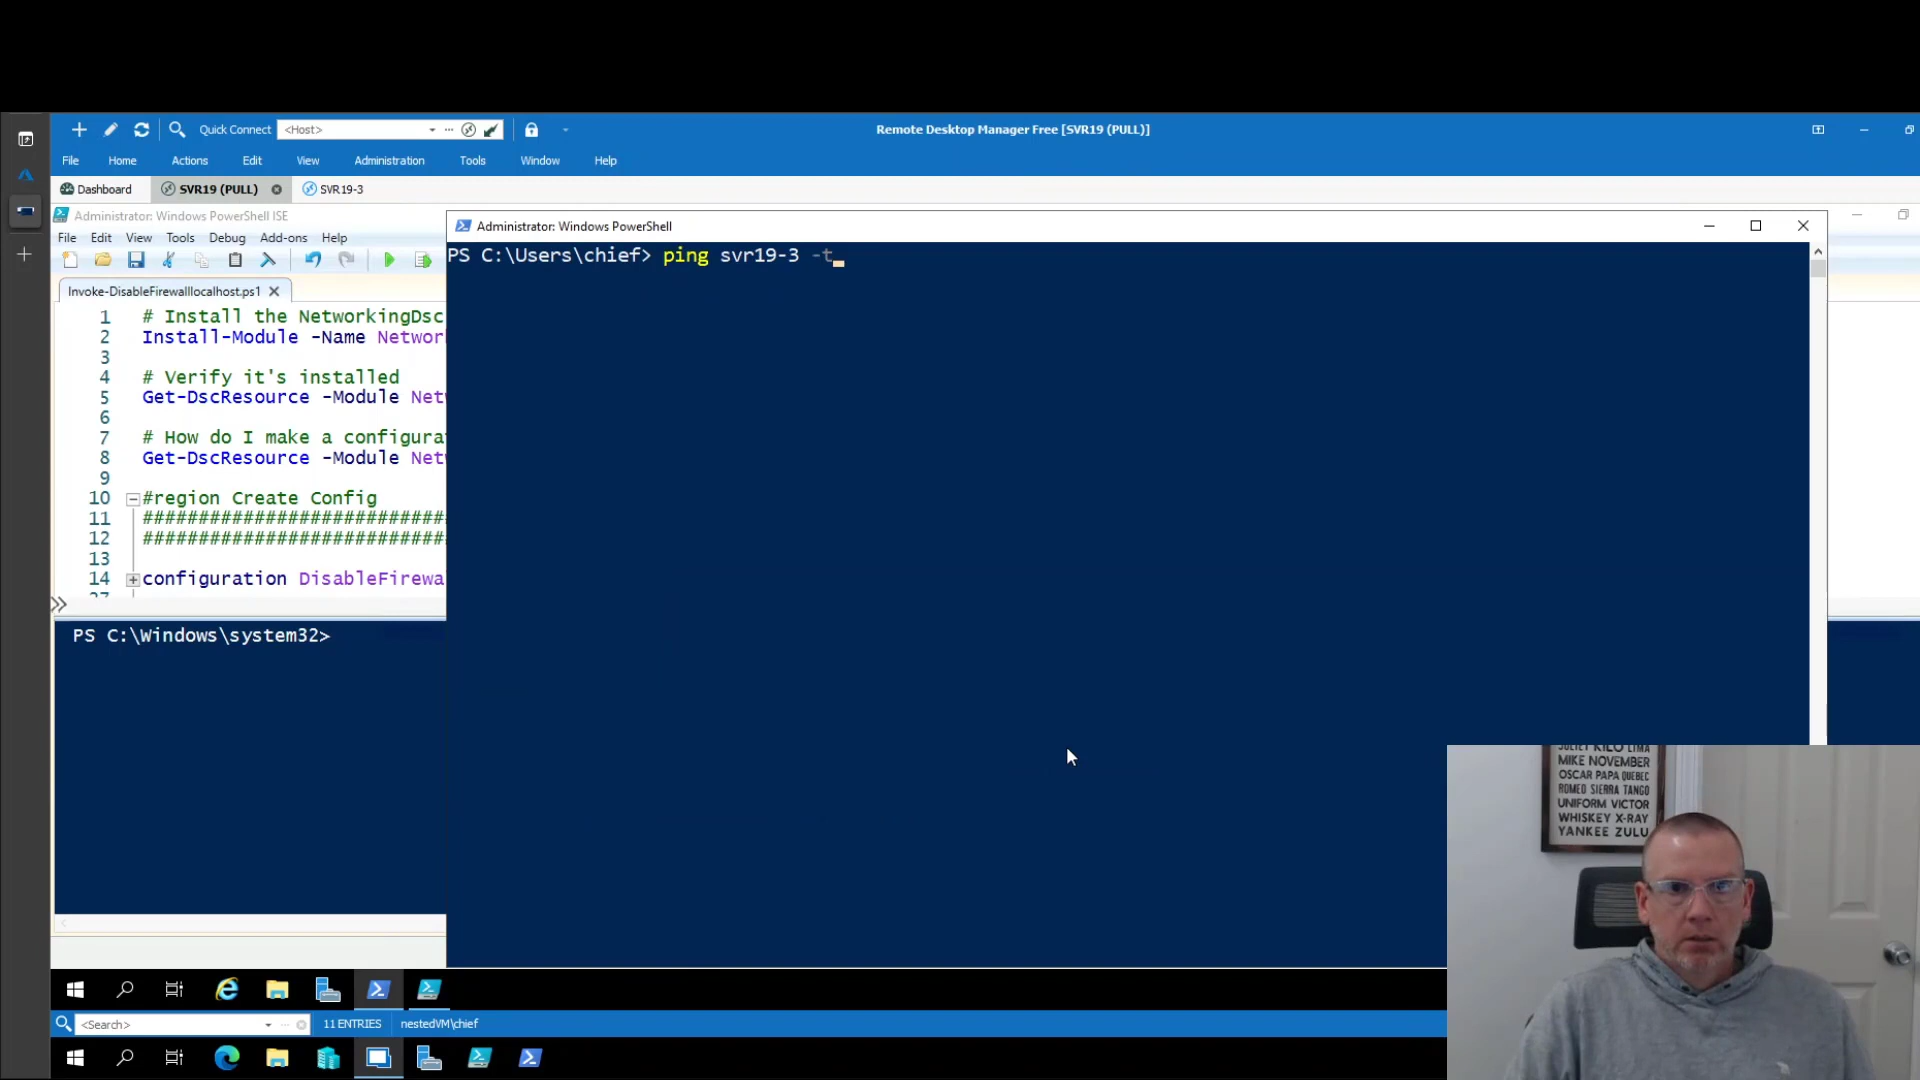 Quick Connect <Host>
Remote Desktop Manager Free [SVR19 (PULL)]
File Home Actions Edit View Administration Tools Window Help
Dashboard SVR19 (PULL) SVR19-3
Administrator: Windows PowerShell ISE
File Edit View Tools Debug Add-ons Help
Invoke-DisableFirewalllocalhost.ps1
1 # Install the NetworkingDsc
2 Install-Module -Name Networ
3
4 # Verify it's installed
5 Get-DscResource -Module Net
6
7 # How do I make a configura
8 Get-DscResource -Module Net
9
10 #region Create Config
11 ###########################
12 ###########################
13
14 configuration DisableFirewa
27
PS C:\Windows\system32>
Administrator: Windows PowerShell
PS C:\Users\chief> ping svr19-3 -t
JULIET KILO LIMA
MIKE NOVEMBER
OSCAR PAPA QUEBEC
ROMEO SIERRA TANGO
UNIFORM VICTOR
WHISKEY X-RAY
YANKEE ZULU
<Search> 11 ENTRIES nestedVM\chief